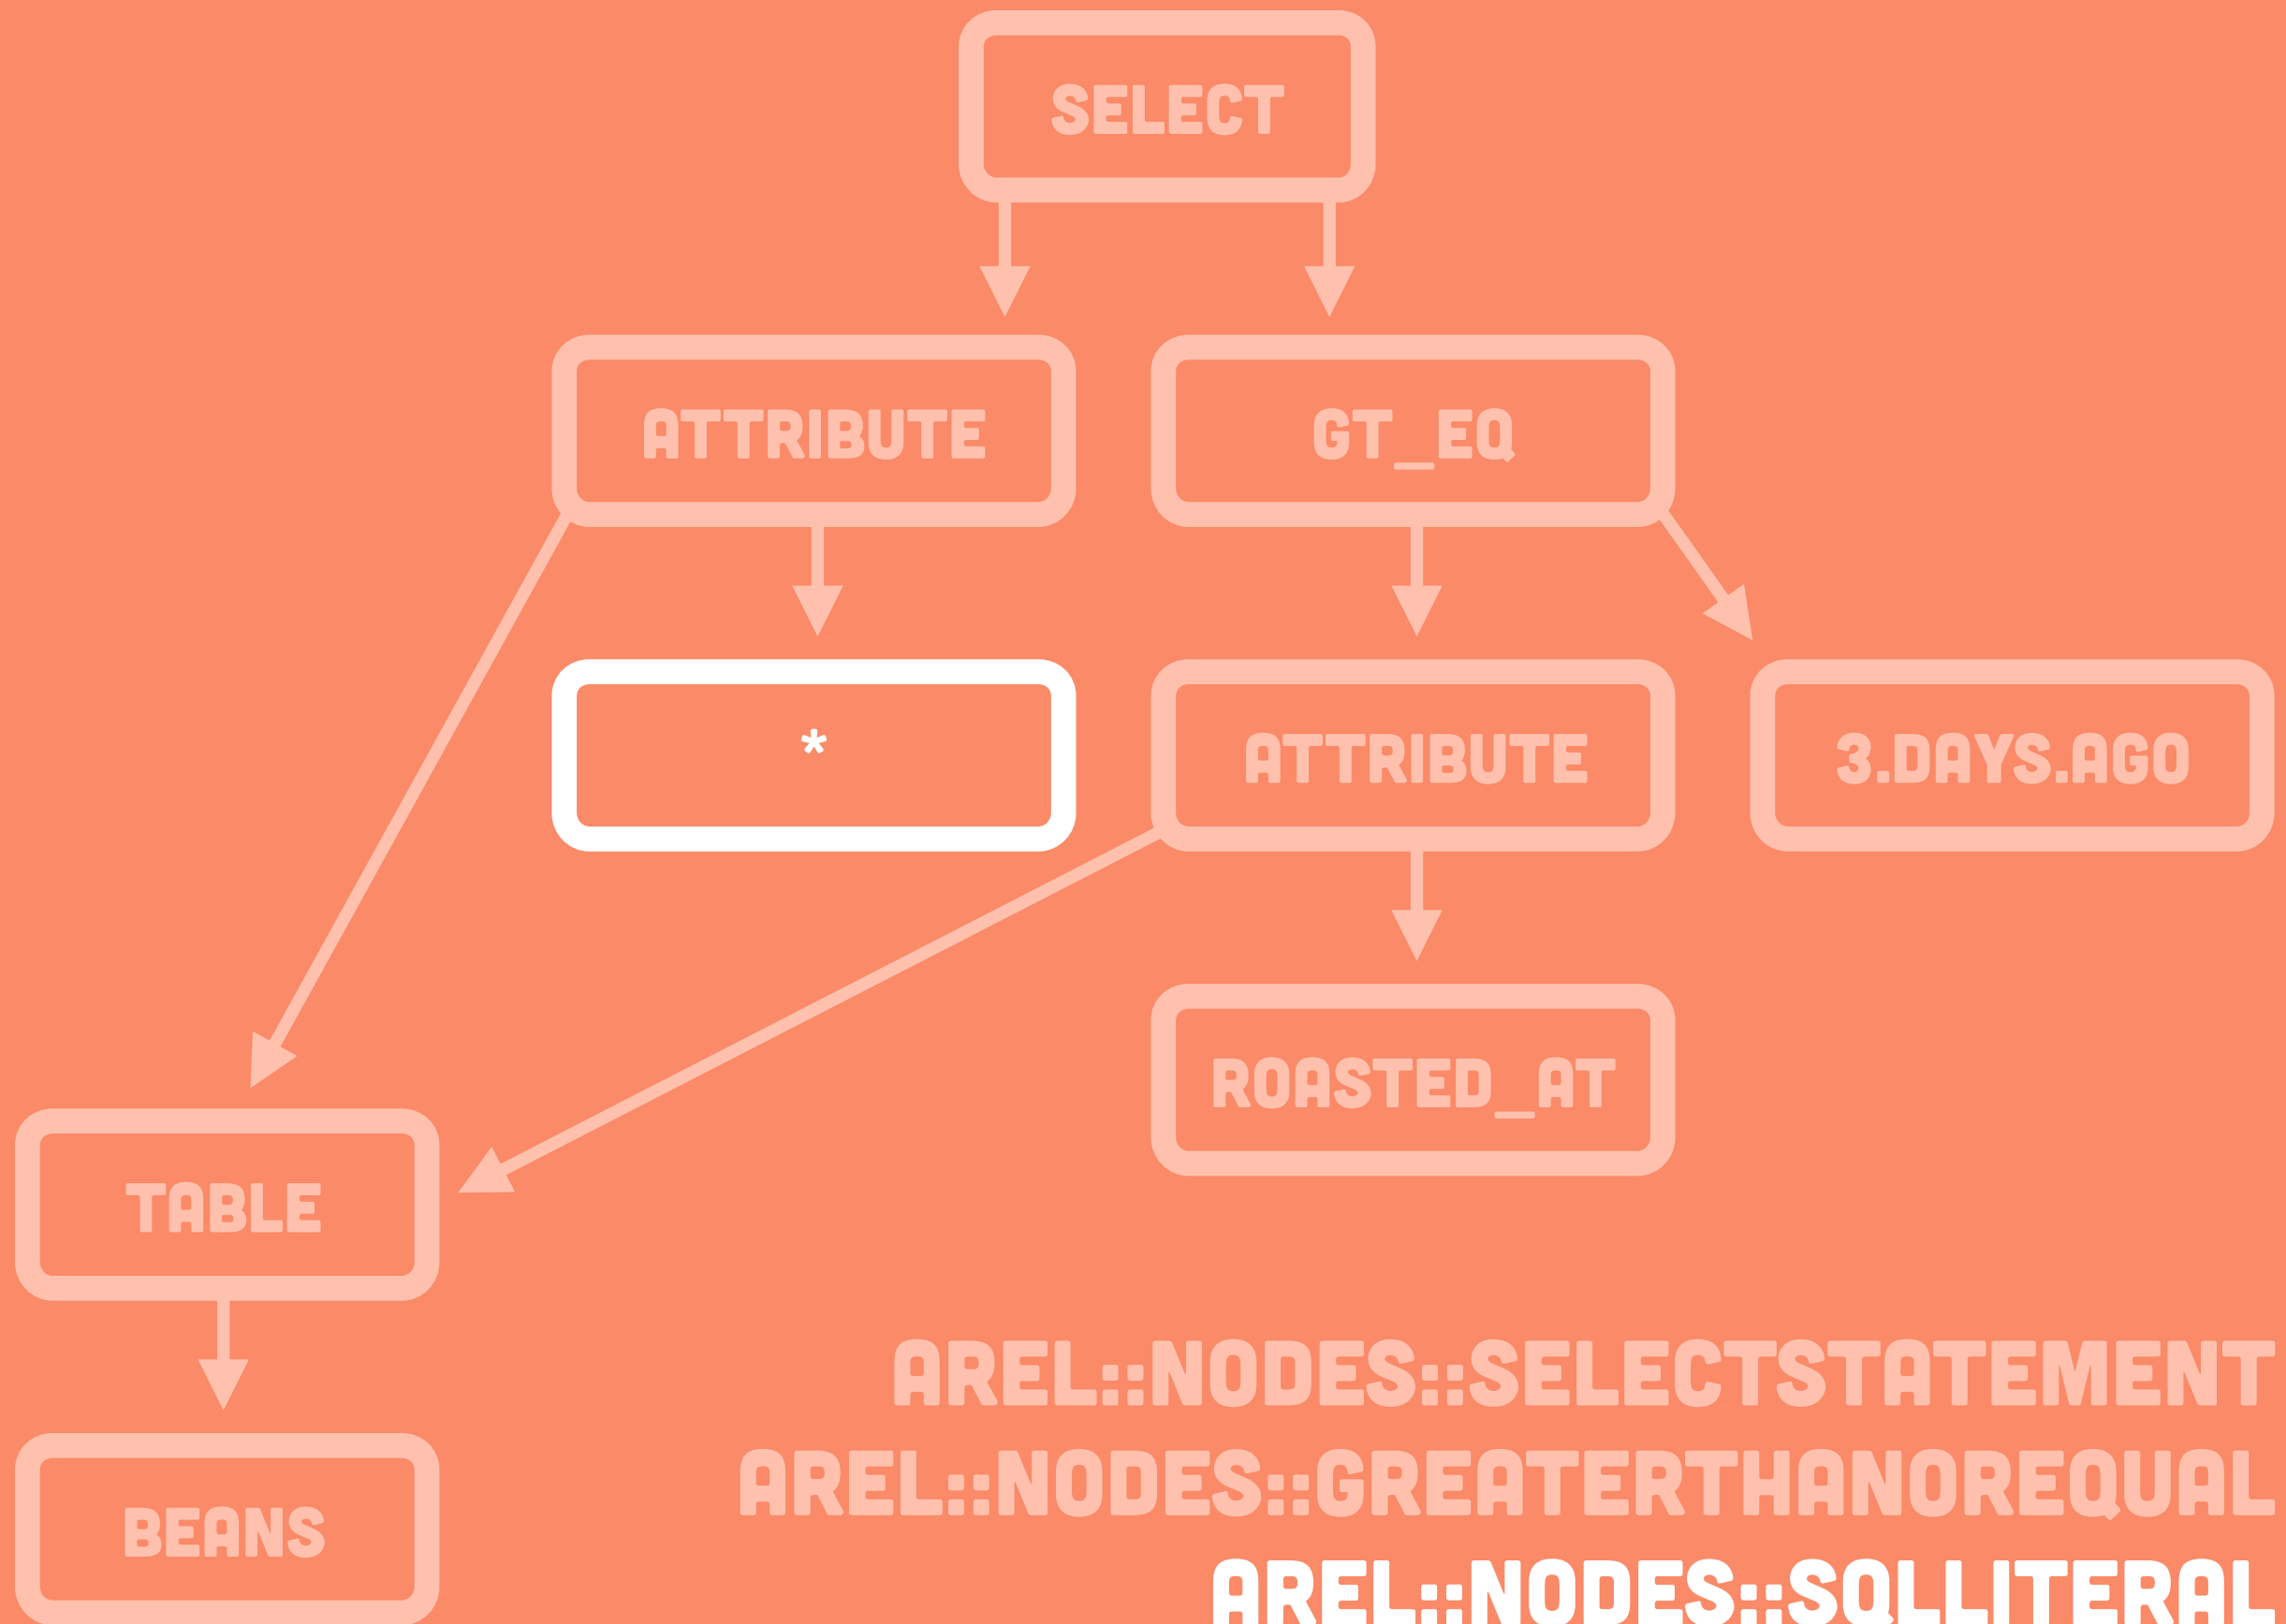 SELECT
ATTRIBUTE
GT_EQ
*
ATTRIBUTE
3.DAYS.AGO
ROASTED_AT
TABLE
BEANS
AREL::NODES::SELECTSTATEMENT
AREL::NODES::GREATERTHANOREQUAL
AREL::NODES::SQLLITERAL